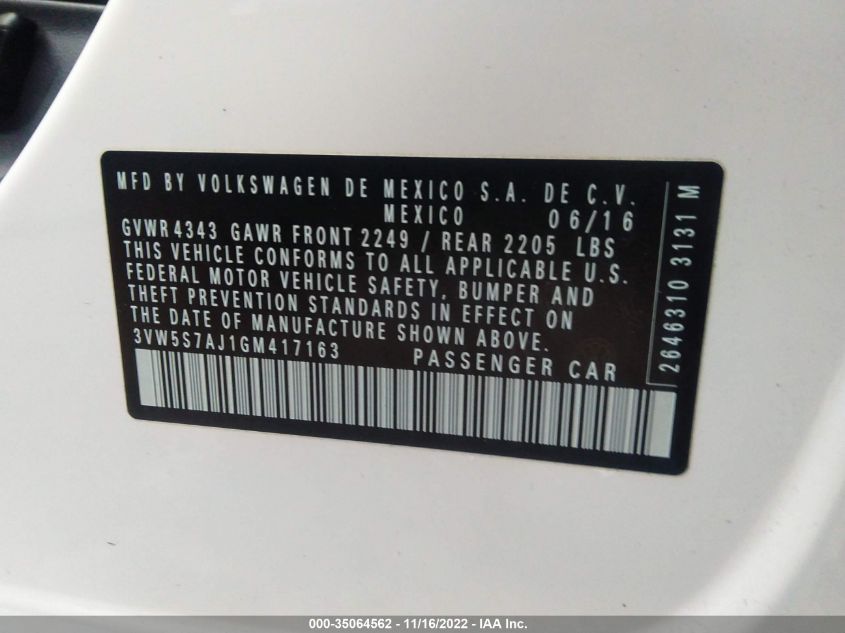 MFD BY VOLKSWAGEN DE MEXICO S.A. DE C.V.
MEXICO 06/16
GVWR 4343 GAWR FRONT 2249 / REAR 2205 LBS
THIS VEHICLE CONFORMS TO ALL APPLICABLE U.S.
FEDERAL MOTOR VEHICLE SAFETY, BUMPER AND
THEFT PREVENTION STANDARDS IN EFFECT ON
THE DATE OF MANUFACTURE SHOWN ABOVE.
3VW5S7AJ1GM417163 PASSENGER CAR
2646310 3131 M
000-35064562 - 11/16/2022 - IAA Inc.